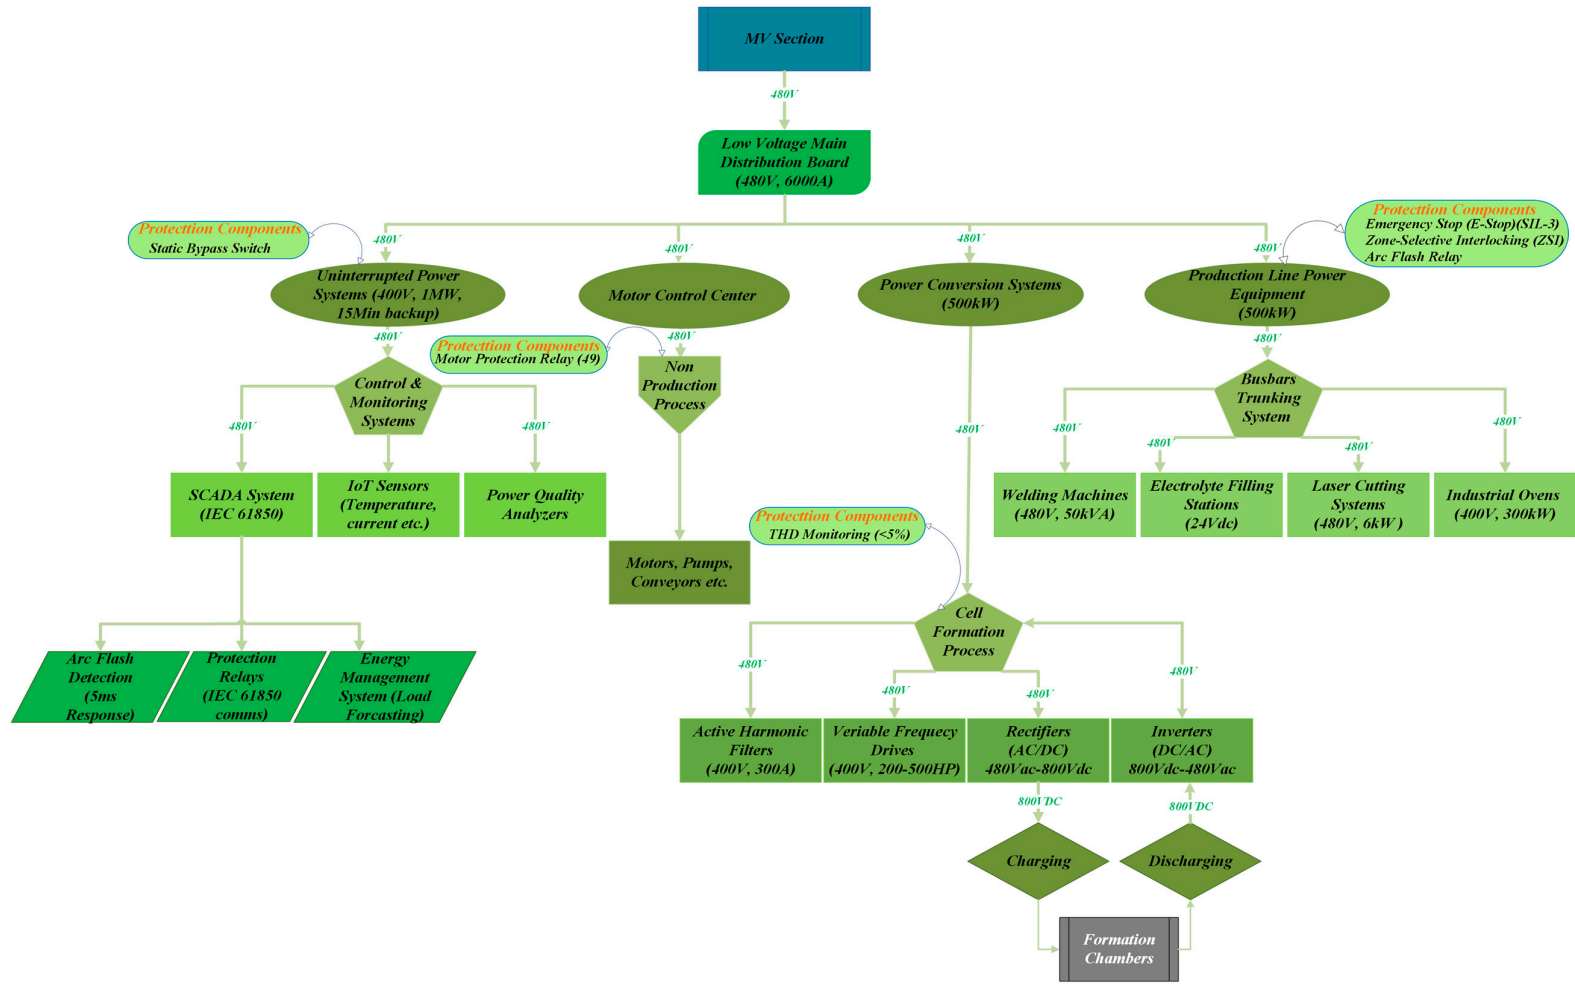 MV Section
480V
Low Voltage Main
Distribution Board
(480V, 6000A)
Protecttion Components
Static Bypass Switch
480V
480V
480V
480V
Protecttion Components
Emergency Stop (E-Stop)(SIL-3)
Zone-Selective Interlocking (ZSI)
Arc Flash Relay
Uninterrupted Power
Systems (400V, 1MW,
15Min backup)
Motor Control Center
Power Conversion Systems
(500kW)
Production Line Power
Equipment
(500kW)
480V
480V
480V
Protecttion Components
Motor Protection Relay (49)
Control &
Monitoring
Systems
Non
Production
Process
Busbars
Trunking
System
480V
480V
480V
480V
480V
480V
480V
SCADA System
(IEC 61850)
IoT Sensors
(Temperature,
current etc.)
Power Quality
Analyzers
Welding Machines
(480V, 50kVA)
Electrolyte Filling
Stations
(24Vdc)
Laser Cutting
Systems
(480V, 6kW )
Industrial Ovens
(400V, 300kW)
Protecttion Components
THD Monitoring (<5%)
Motors, Pumps,
Conveyors etc.
Cell
Formation
Process
Arc Flash
Detection
(5ms
Response)
Protection
Relays
(IEC 61850
comms)
Energy
Management
System (Load
Forcasting)
480V
480V
480V
480V
Active Harmonic
Filters
(400V, 300A)
Veriable Frequecy
Drives
(400V, 200-500HP)
Rectifiers
(AC/DC)
480Vac-800Vdc
Inverters
(DC/AC)
800Vdc-480Vac
800VDC
800VDC
Charging
Discharging
Formation
Chambers